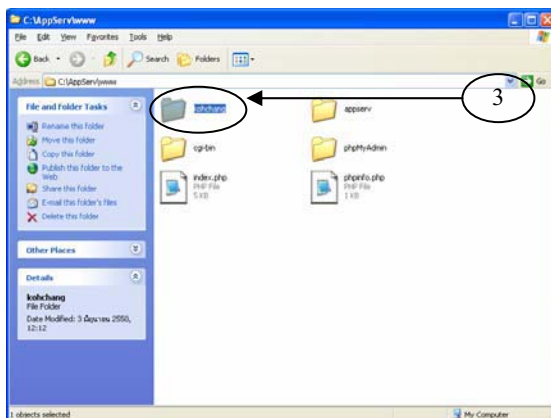 C:\AppServ\www
File Edit View Favorites Tools Help
Back Search Folders
Address C:\AppServ\www Go
File and Folder Tasks
Rename this folder
Move this folder
Copy this folder
Publish this folder to the
Web
Share this folder
E-mail this folder's files
Delete this folder
Other Places
Details
kohchang
File Folder
Date Modified: 3 มิถุนายน 2550,
12:12
kohchang
appserv
cgi-bin
phpMyAdmin
index.php
PHP File
5 KB
phpinfo.php
PHP File
1 KB
3
1 objects selected
My Computer